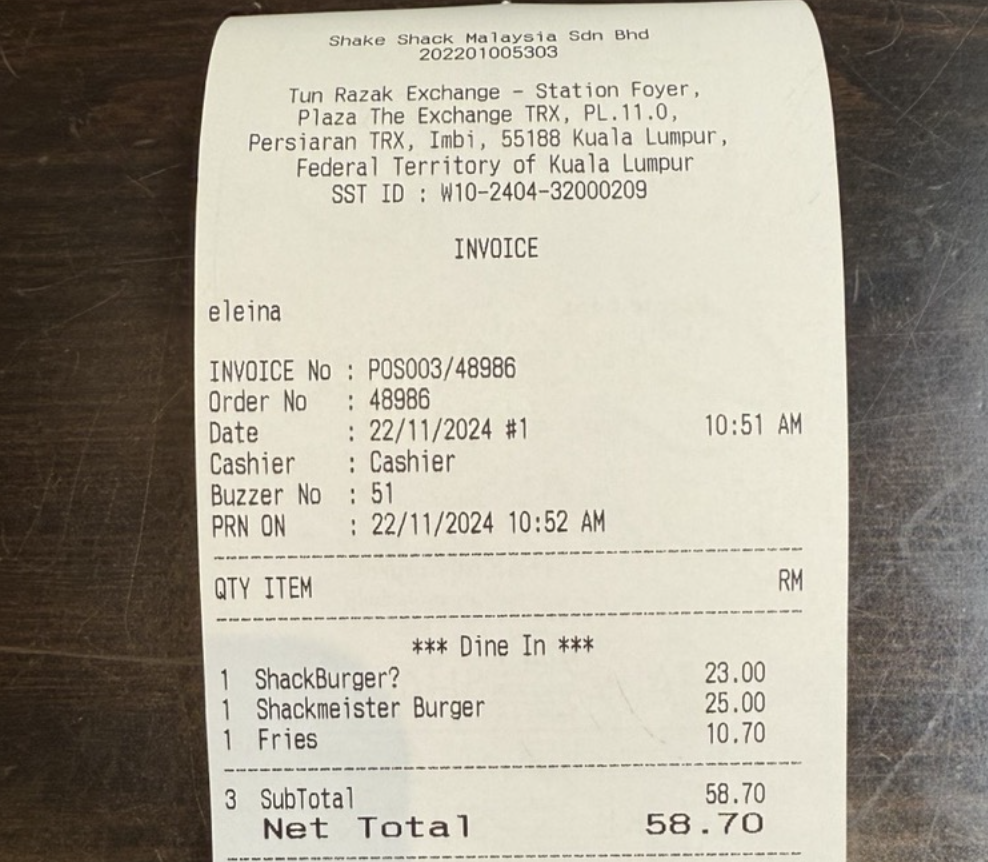 Shake Shack Malaysia Sdn Bhd
202201005303
Tun Razak Exchange - Station Foyer,
Plaza The Exchange TRX, PL.11.0,
Persiaran TRX, Imbi, 55188 Kuala Lumpur,
Federal Territory of Kuala Lumpur
SST ID : W10-2404-32000209
INVOICE
eleina
INVOICE No : POS003/48986
Order No : 48986
Date : 22/11/2024 #1 10:51 AM
Cashier : Cashier
Buzzer No : 51
PRN ON : 22/11/2024 10:52 AM
QTY ITEM RM
*** Dine In ***
1 ShackBurger? 23.00
1 Shackmeister Burger 25.00
1 Fries 10.70
3 SubTotal 58.70
Net Total 58.70